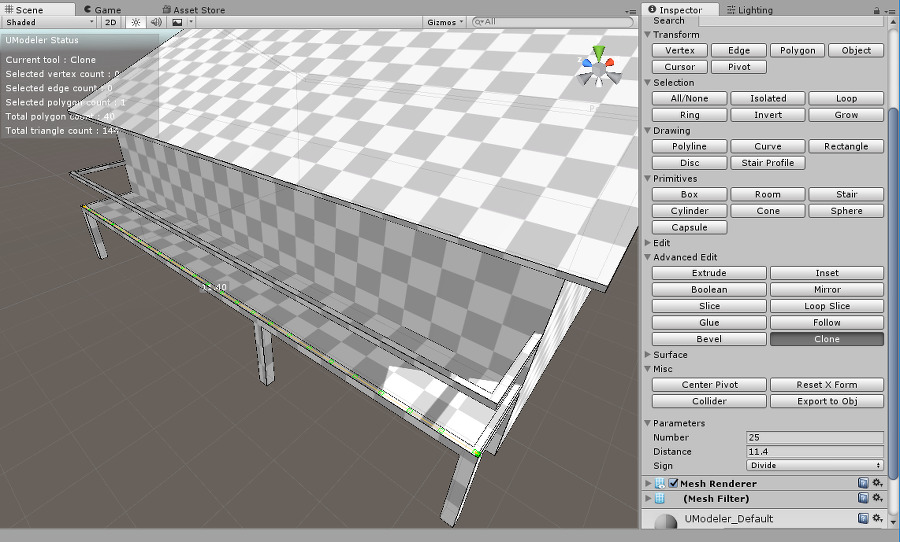 Scene Game Asset Store
Shaded 2D Gizmos All
UModeler Status
Current tool : Clone
Selected vertex count : 0
Selected edge count : 0
Selected polygon count : 1
Total polygon count : 40
Total triangle count : 144
Inspector Lighting
Search
Transform
Vertex Edge Polygon Object
Cursor Pivot
Selection
All/None Isolated Loop
Ring Invert Grow
Drawing
Polyline Curve Rectangle
Disc Stair Profile
Primitives
Box Room Stair
Cylinder Cone Sphere
Capsule
Edit
Advanced Edit
Extrude Inset
Boolean Mirror
Slice Loop Slice
Glue Follow
Bevel Clone
Surface
Misc
Center Pivot Reset X Form
Collider Export to Obj
Parameters
Number 25
Distance 11.4
Sign Divide
Mesh Renderer
(Mesh Filter)
UModeler_Default